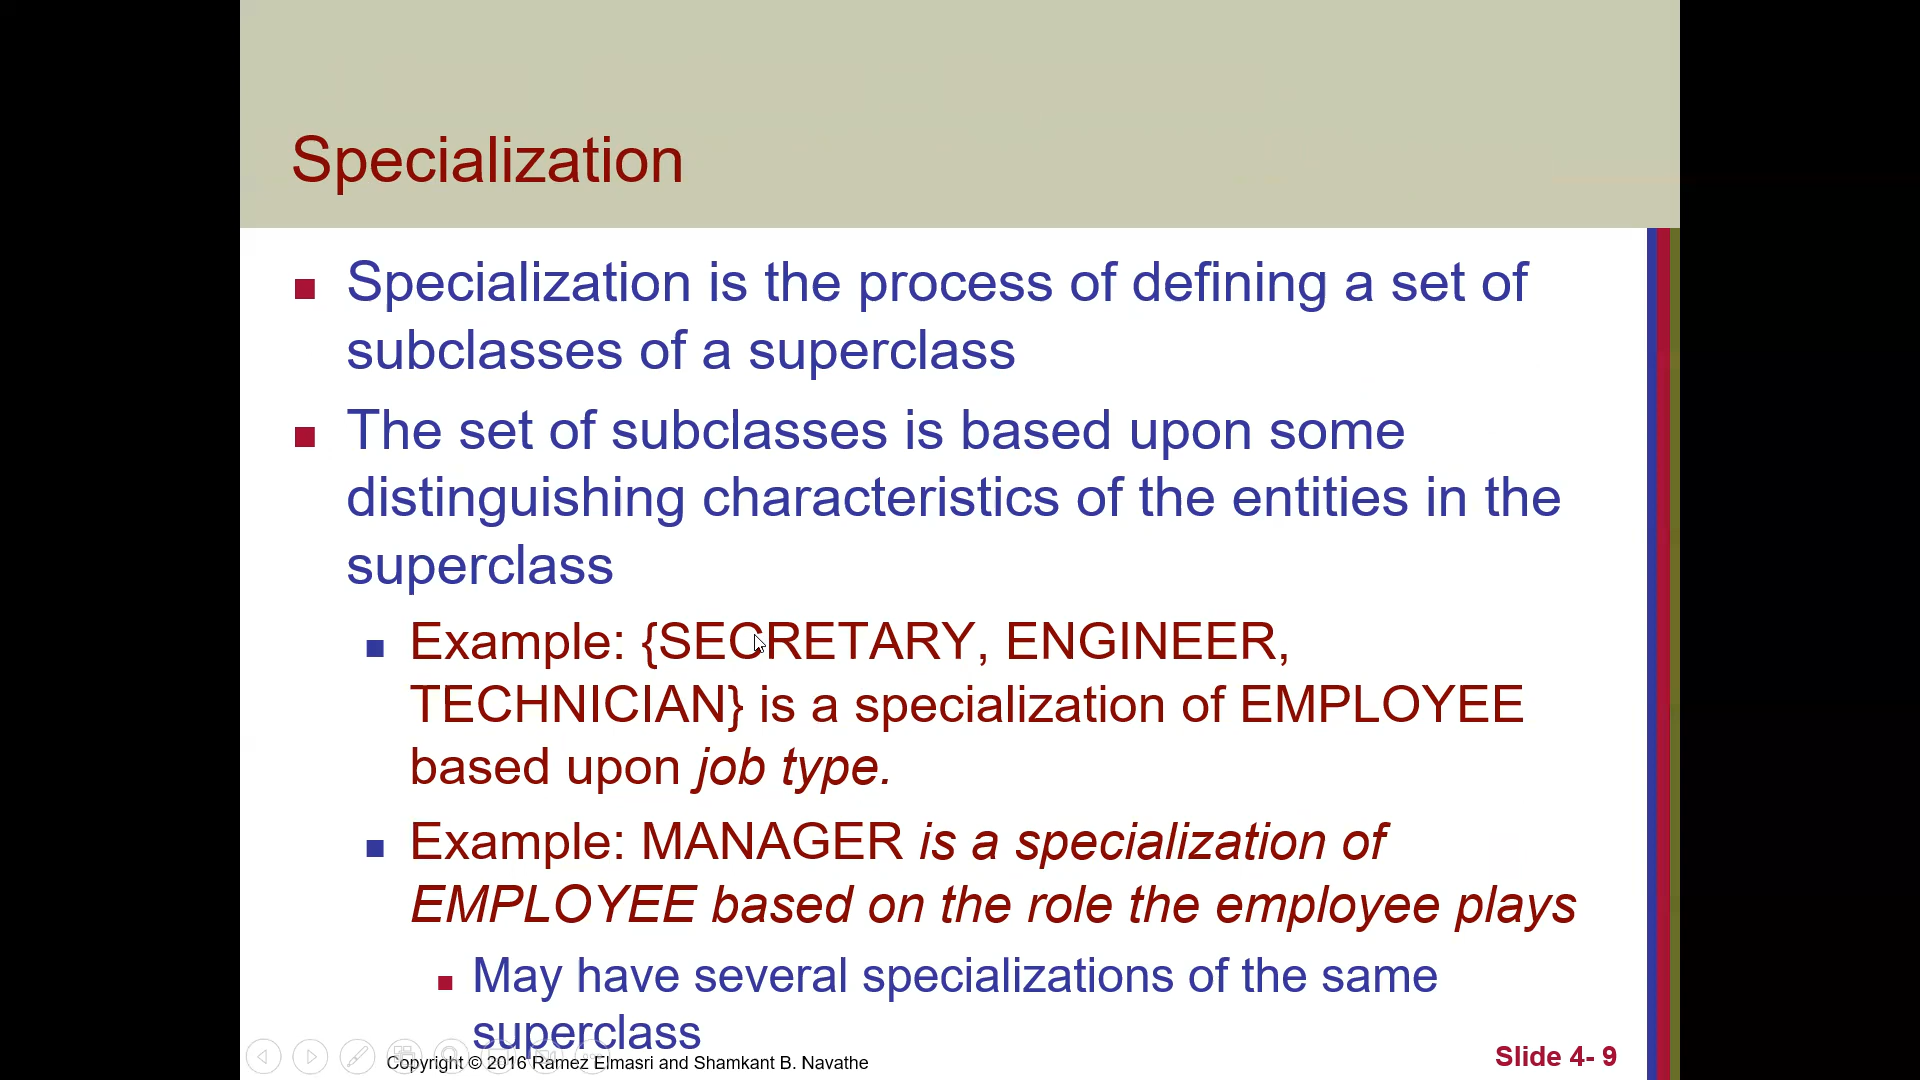 Specialization
Specialization is the process of defining a set of
subclasses of a superclass
The set of subclasses is based upon some
distinguishing characteristics of the entities in the
superclass
Example: {SECRETARY, ENGINEER,
TECHNICIAN} is a specialization of EMPLOYEE
based upon job type.
Example: MANAGER is a specialization of
EMPLOYEE based on the role the employee plays
May have several specializations of the same
superclass
Copyright © 2016 Ramez Elmasri and Shamkant B. Navathe
Slide 4- 9